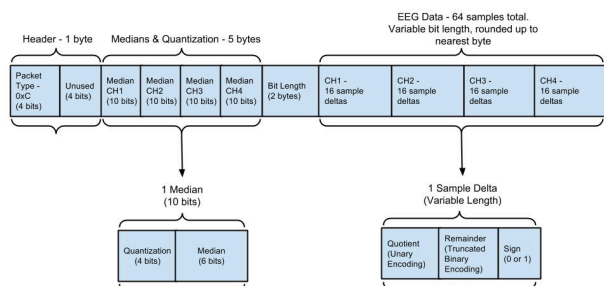 Header - 1 byte
Medians & Quantization - 5 bytes
EEG Data - 64 samples total.
Variable bit length, rounded up to
nearest byte
Packet
Type -
0xC
(4 bits)
Unused
(4 bits)
Median
CH1
(10 bits)
Median
CH2
(10 bits)
Median
CH3
(10 bits)
Median
CH4
(10 bits)
Bit Length
(2 bytes)
CH1 -
16 sample
deltas
CH2 -
16 sample
deltas
CH3 -
16 sample
deltas
CH4 -
16 sample
deltas
1 Median
(10 bits)
1 Sample Delta
(Variable Length)
Quantization
(4 bits)
Median
(6 bits)
Quotient
(Unary
Encoding)
Remainder
(Truncated
Binary
Encoding)
Sign
(0 or 1)